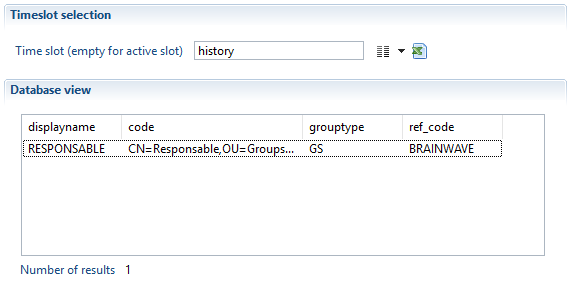 Timeslot selection
Time slot (empty for active slot) history
Database view
displayname code grouptype ref_code
RESPONSABLE CN=Responsable,OU=Groups... GS BRAINWAVE
Number of results 1